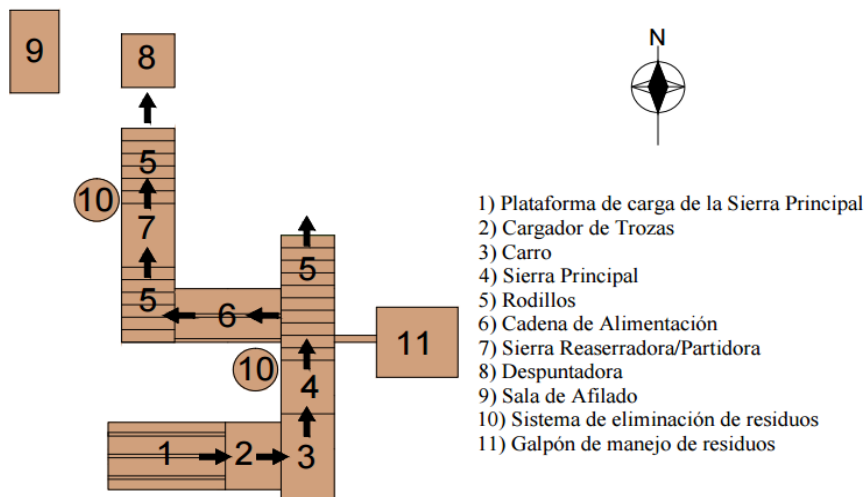 N
9
8
5
10
7
5
5
6
11
10
4
1
2
3
1) Plataforma de carga de la Sierra Principal
2) Cargador de Trozas
3) Carro
4) Sierra Principal
5) Rodillos
6) Cadena de Alimentación
7) Sierra Reaserradora/Partidora
8) Despuntadora
9) Sala de Afilado
10) Sistema de eliminación de residuos
11) Galpón de manejo de residuos